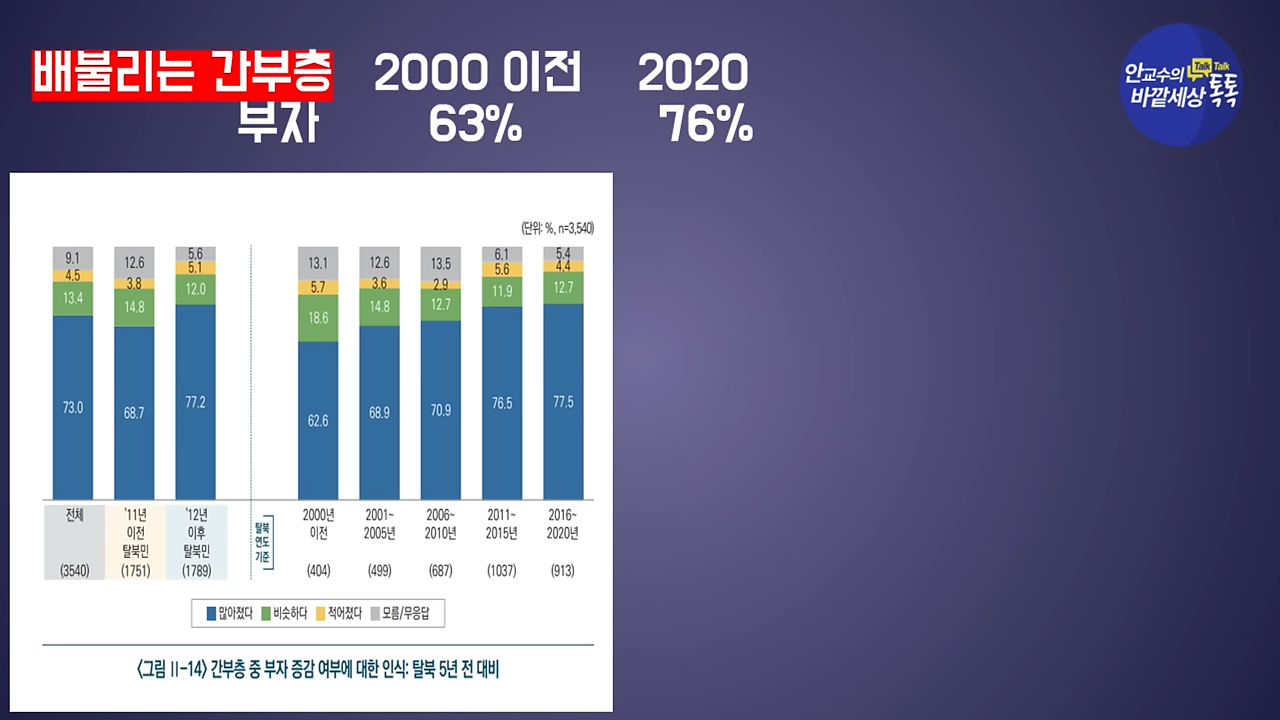 배불리는 간부층 2000 이전 2020
부자 63% 76%
안교수의 Talk Talk
바깥세상 톡톡
(단위: %, n=3,540)
9.1 12.6 5.6 13.1 12.6 13.5 6.1 5.4
4.5 3.8 5.1 5.7 3.6 2.9 5.6 4.4
13.4 14.8 12.0 18.6 14.8 12.7 11.9 12.7
73.0 68.7 77.2 62.6 68.9 70.9 76.5 77.5
전체 '11년 '12년 탈북 2000년 2001~ 2006~ 2011~ 2016~
이전 이후 연도 이전 2005년 2010년 2015년 2020년
탈북민 탈북민 기준
(3540) (1751) (1789) (404) (499) (687) (1037) (913)
많아졌다 비슷하다 적어졌다 모름/무응답
〈그림 Ⅱ-14〉 간부층 중 부자 증감 여부에 대한 인식: 탈북 5년 전 대비